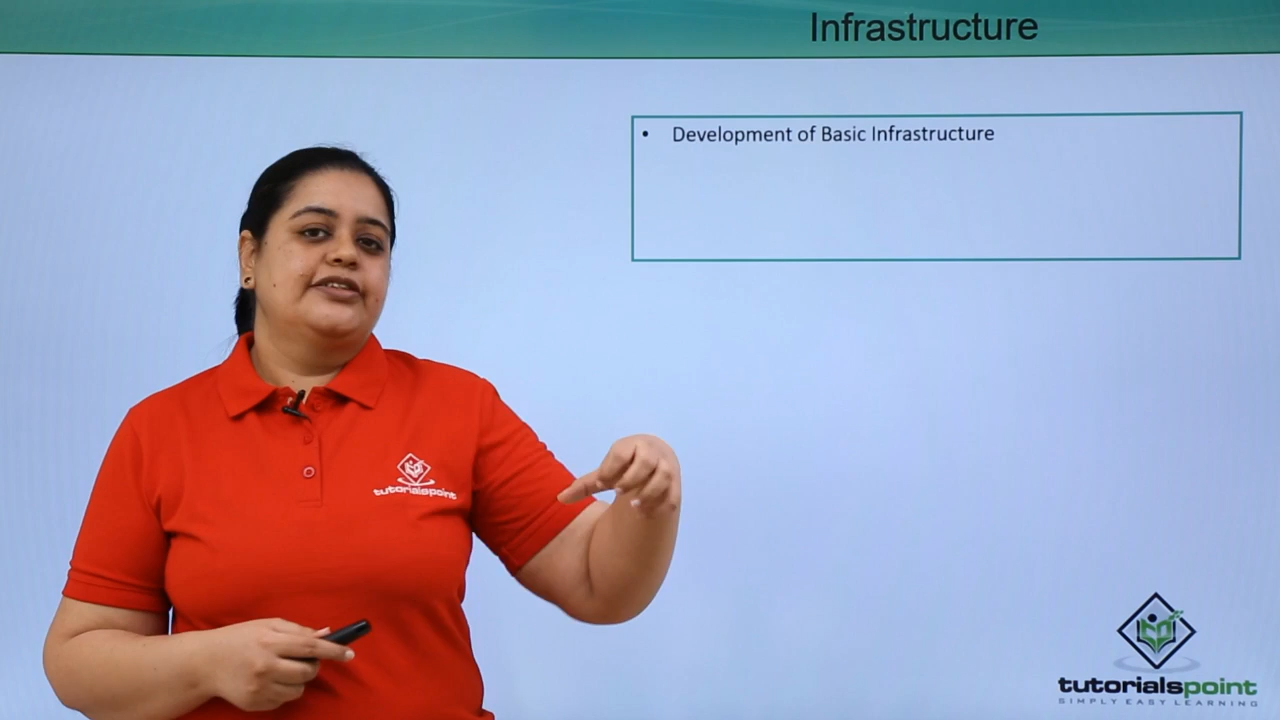 Infrastructure
• Development of Basic Infrastructure
tutorialspoint
tutorialspoint
SIMPLY EASY LEARNING